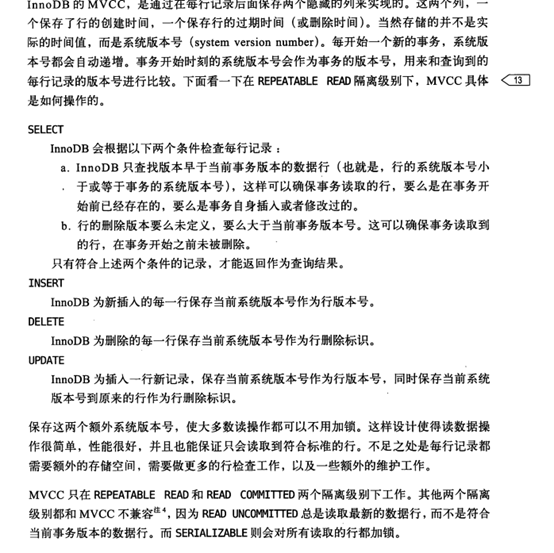 InnoDB 的 MVCC，是通过在每行记录后面保存两个隐藏的列来实现的。这两个列，一
个保存了行的创建时间，一个保存行的过期时间（或删除时间）。当然存储的并不是实
际的时间值，而是系统版本号（system version number）。每开始一个新的事务，系统版
本号都会自动递增。事务开始时刻的系统版本号会作为事务的版本号，用来和查询到的
每行记录的版本号进行比较。下面看一下在 REPEATABLE READ 隔离级别下，MVCC 具体
13
是如何操作的。
SELECT
InnoDB 会根据以下两个条件检查每行记录：
a. InnoDB 只查找版本早于当前事务版本的数据行（也就是，行的系统版本号小
于或等于事务的系统版本号），这样可以确保事务读取的行，要么是在事务开
始前已经存在的，要么是事务自身插入或者修改过的。
b. 行的删除版本要么未定义，要么大于当前事务版本号。这可以确保事务读取到
的行，在事务开始之前未被删除。
只有符合上述两个条件的记录，才能返回作为查询结果。
INSERT
InnoDB 为新插入的每一行保存当前系统版本号作为行版本号。
DELETE
InnoDB 为删除的每一行保存当前系统版本号作为行删除标识。
UPDATE
InnoDB 为插入一行新记录，保存当前系统版本号作为行版本号，同时保存当前系统
版本号到原来的行作为行删除标识。
保存这两个额外系统版本号，使大多数读操作都可以不用加锁。这样设计使得读数据操
作很简单，性能很好，并且也能保证只会读取到符合标准的行。不足之处是每行记录都
需要额外的存储空间，需要做更多的行检查工作，以及一些额外的维护工作。
MVCC 只在 REPEATABLE READ 和 READ COMMITTED 两个隔离级别下工作。其他两个隔离
级别都和 MVCC 不兼容注4，因为 READ UNCOMMITTED 总是读取最新的数据行，而不是符合
当前事务版本的数据行。而 SERIALIZABLE 则会对所有读取的行都加锁。